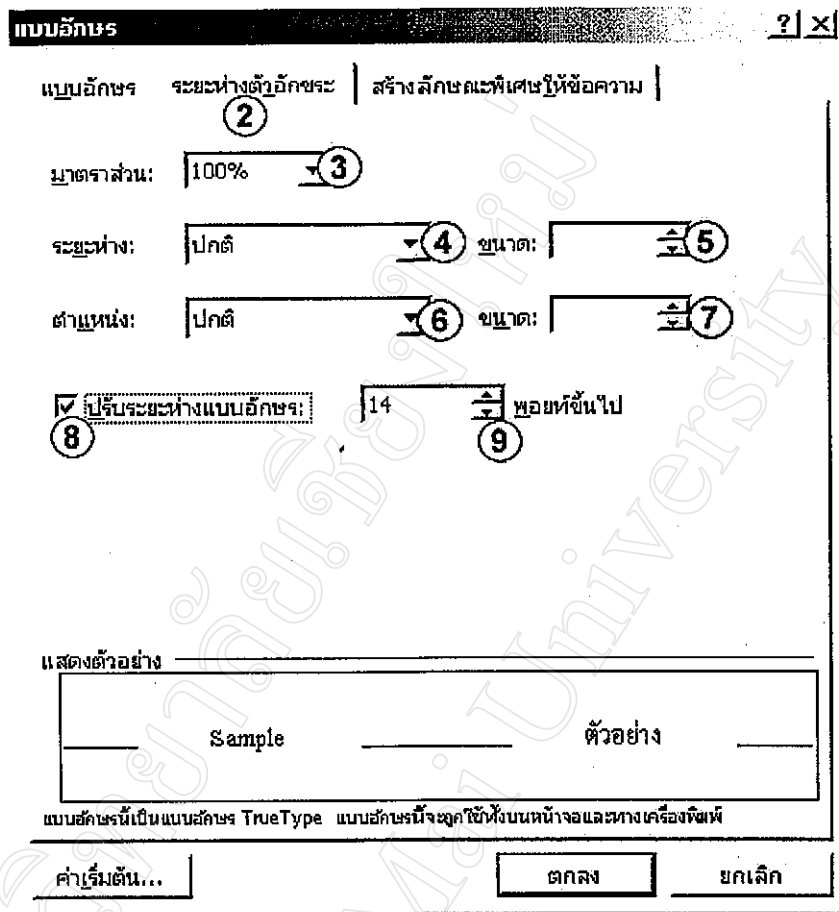 แบบอักษร ? ×
แบบอักษร ระยะห่างตัวอักขระ สร้างลักษณะพิเศษให้ข้อความ
2
มาตราส่วน: 100% 3
ระยะห่าง: ปกติ 4 ขนาด: 5
ตำแหน่ง: ปกติ 6 ขนาด: 7
ปรับระยะห่างแบบอักษร: 14 พอยท์ขึ้นไป
8 9
แสดงตัวอย่าง
Sample ตัวอย่าง
แบบอักษรนี้เป็นแบบอักษร TrueType แบบอักษรนี้จะถูกใช้ทั้งบนหน้าจอและทางเครื่องพิมพ์
ค่าเริ่มต้น... ตกลง ยกเลิก
Mai University